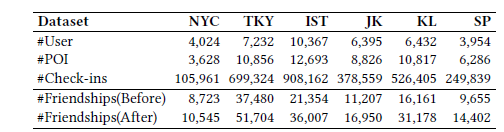 Dataset NYC TKY IST JK KL SP
#User 4,024 7,232 10,367 6,395 6,432 3,954
#POI 3,628 10,856 12,693 8,826 10,817 6,286
#Check-ins 105,961 699,324 908,162 378,559 526,405 249,839
#Friendships(Before) 8,723 37,480 21,354 11,207 16,161 9,655
#Friendships(After) 10,545 51,704 36,007 16,950 31,178 14,402